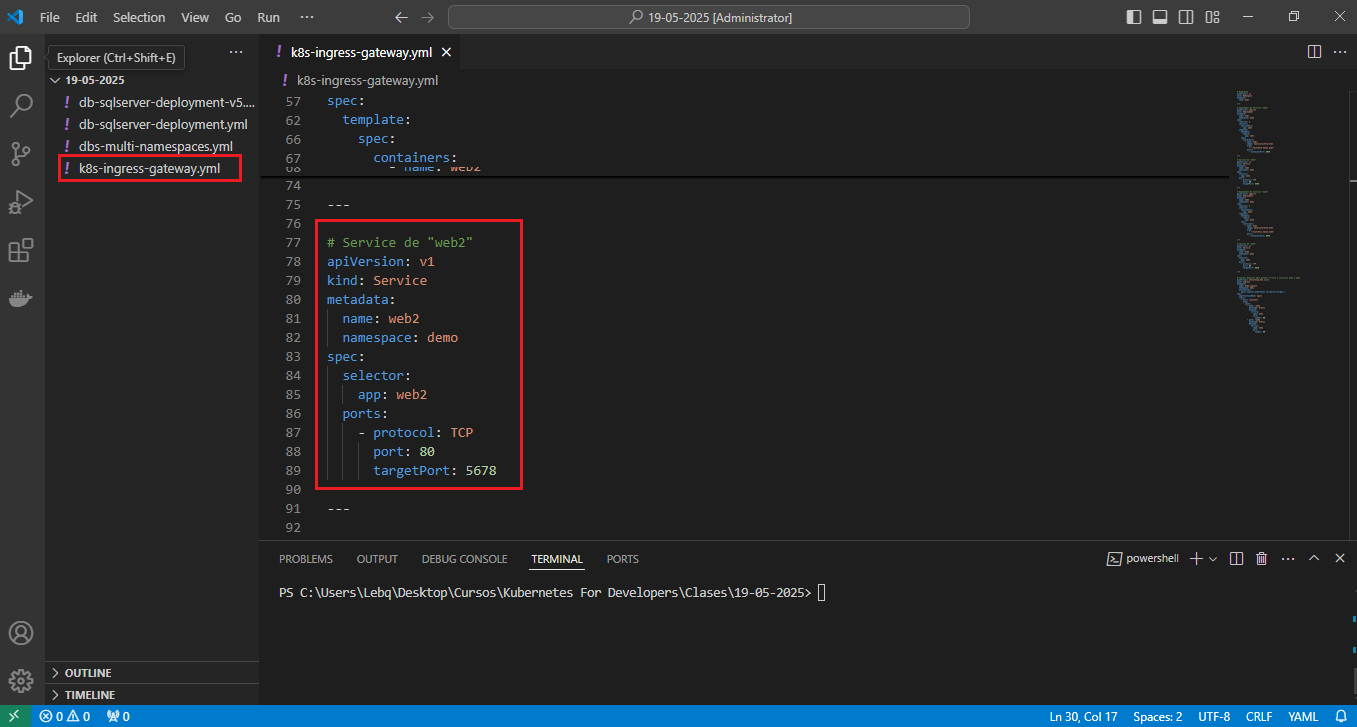 File Edit Selection View Go Run ···
19-05-2025 [Administrator]
Explorer (Ctrl+Shift+E)
···
19-05-2025
! db-sqlserver-deployment-v5....
! db-sqlserver-deployment.yml
! dbs-multi-namespaces.yml
! k8s-ingress-gateway.yml
OUTLINE
TIMELINE
! k8s-ingress-gateway.yml
···
! k8s-ingress-gateway.yml
57 spec:
62 template:
66 spec:
67 containers:
68 - name: web2
74
75 ---
76
77 # Service de "web2"
78 apiVersion: v1
79 kind: Service
80 metadata:
81 name: web2
82 namespace: demo
83 spec:
84 selector:
85 app: web2
86 ports:
87 - protocol: TCP
88 port: 80
89 targetPort: 5678
90
91 ---
92
PROBLEMS OUTPUT DEBUG CONSOLE TERMINAL PORTS
powershell
···
PS C:\Users\Lebq\Desktop\Cursos\Kubernetes For Developers\Clases\19-05-2025>
0 0 0
Ln 30, Col 17 Spaces: 2 UTF-8 CRLF YAML